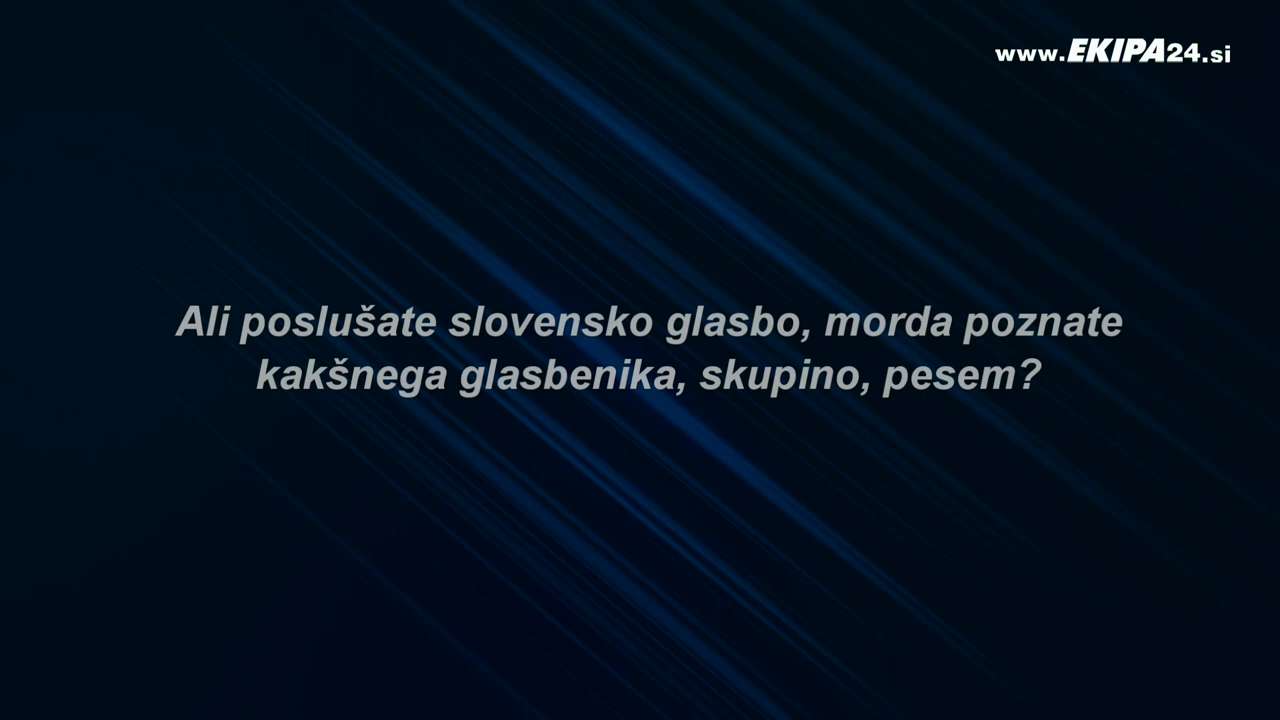 www.EKIPA24.si
Ali poslušate slovensko glasbo, morda poznate
kakšnega glasbenika, skupino, pesem?